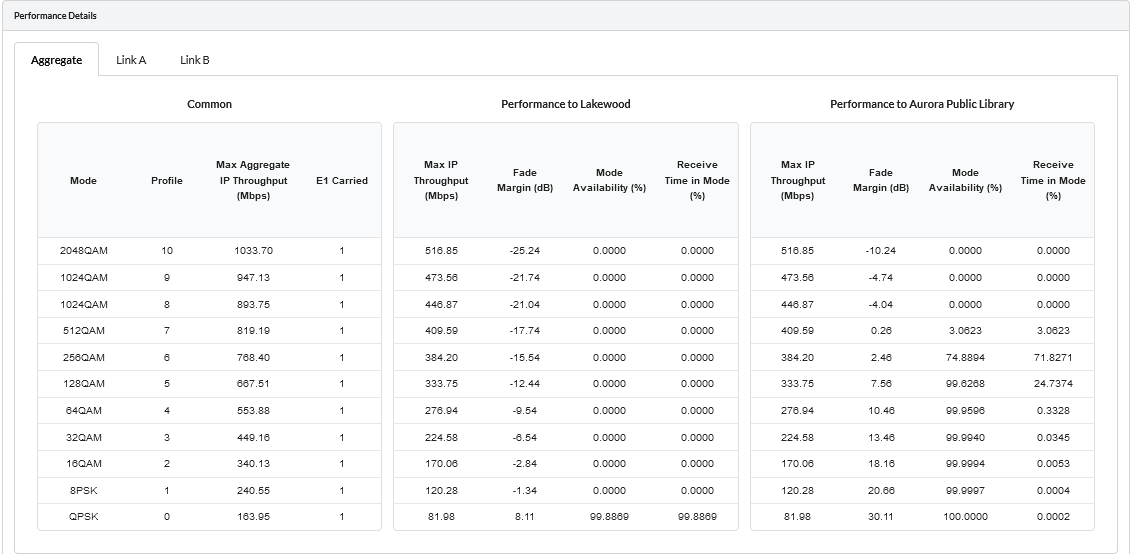 Performance Details
Aggregate Link A Link B
Common Performance to Lakewood Performance to Aurora Public Library
Mode Profile Max Aggregate IP Throughput (Mbps) E1 Carried Max IP Throughput (Mbps) Fade Margin (dB) Mode Availability (%) Receive Time in Mode (%) Max IP Throughput (Mbps) Fade Margin (dB) Mode Availability (%) Receive Time in Mode (%)
2048QAM 10 1033.70 1 516.85 -25.24 0.0000 0.0000 516.85 -10.24 0.0000 0.0000
1024QAM 9 947.13 1 473.56 -21.74 0.0000 0.0000 473.56 -4.74 0.0000 0.0000
1024QAM 8 893.75 1 446.87 -21.04 0.0000 0.0000 446.87 -4.04 0.0000 0.0000
512QAM 7 819.19 1 409.59 -17.74 0.0000 0.0000 409.59 0.26 3.0623 3.0623
256QAM 6 768.40 1 384.20 -15.54 0.0000 0.0000 384.20 2.46 74.8894 71.8271
128QAM 5 667.51 1 333.75 -12.44 0.0000 0.0000 333.75 7.56 99.6268 24.7374
64QAM 4 553.88 1 276.94 -9.54 0.0000 0.0000 276.94 10.46 99.9596 0.3328
32QAM 3 449.16 1 224.58 -6.54 0.0000 0.0000 224.58 13.46 99.9940 0.0345
16QAM 2 340.13 1 170.06 -2.84 0.0000 0.0000 170.06 18.16 99.9994 0.0053
8PSK 1 240.55 1 120.28 -1.34 0.0000 0.0000 120.28 20.66 99.9997 0.0004
QPSK 0 163.95 1 81.98 8.11 99.8869 99.8869 81.98 30.11 100.0000 0.0002